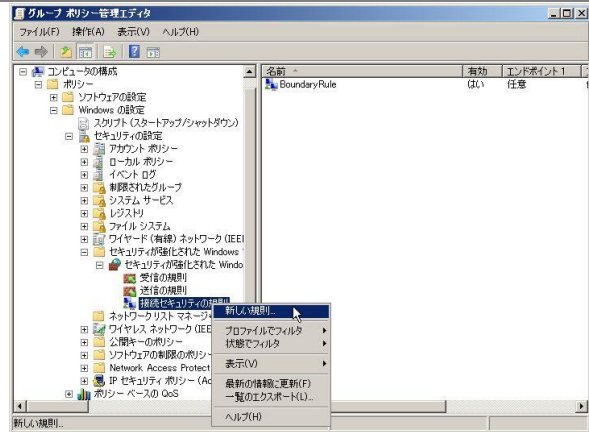 グループ ポリシー管理エディタ
ファイル(F) 操作(A) 表示(V) ヘルプ(H)
コンピュータの構成
ポリシー
ソフトウェアの設定
Windows の設定
スクリプト (スタートアップ/シャットダウン)
セキュリティの設定
アカウント ポリシー
ローカル ポリシー
イベント ログ
制限されたグループ
システム サービス
レジストリ
ファイル システム
ワイヤード (有線) ネットワーク (IEEI
セキュリティが強化された Windows
セキュリティが強化された Windo
受信の規則
送信の規則
接続セキュリティの規則
ネットワーク リスト マネージ
ワイヤレス ネットワーク (IEE
公開キーのポリシー
ソフトウェアの制限のポリシー
Network Access Protect
IP セキュリティ ポリシー (Ac
ポリシー ベースの QoS
名前 有効 エンドポイント 1
BoundaryRule はい 任意
新しい規則...
プロファイルでフィルタ
状態でフィルタ
表示(V)
最新の情報に更新(F)
一覧のエクスポート(L)...
ヘルプ(H)
新しい規則...